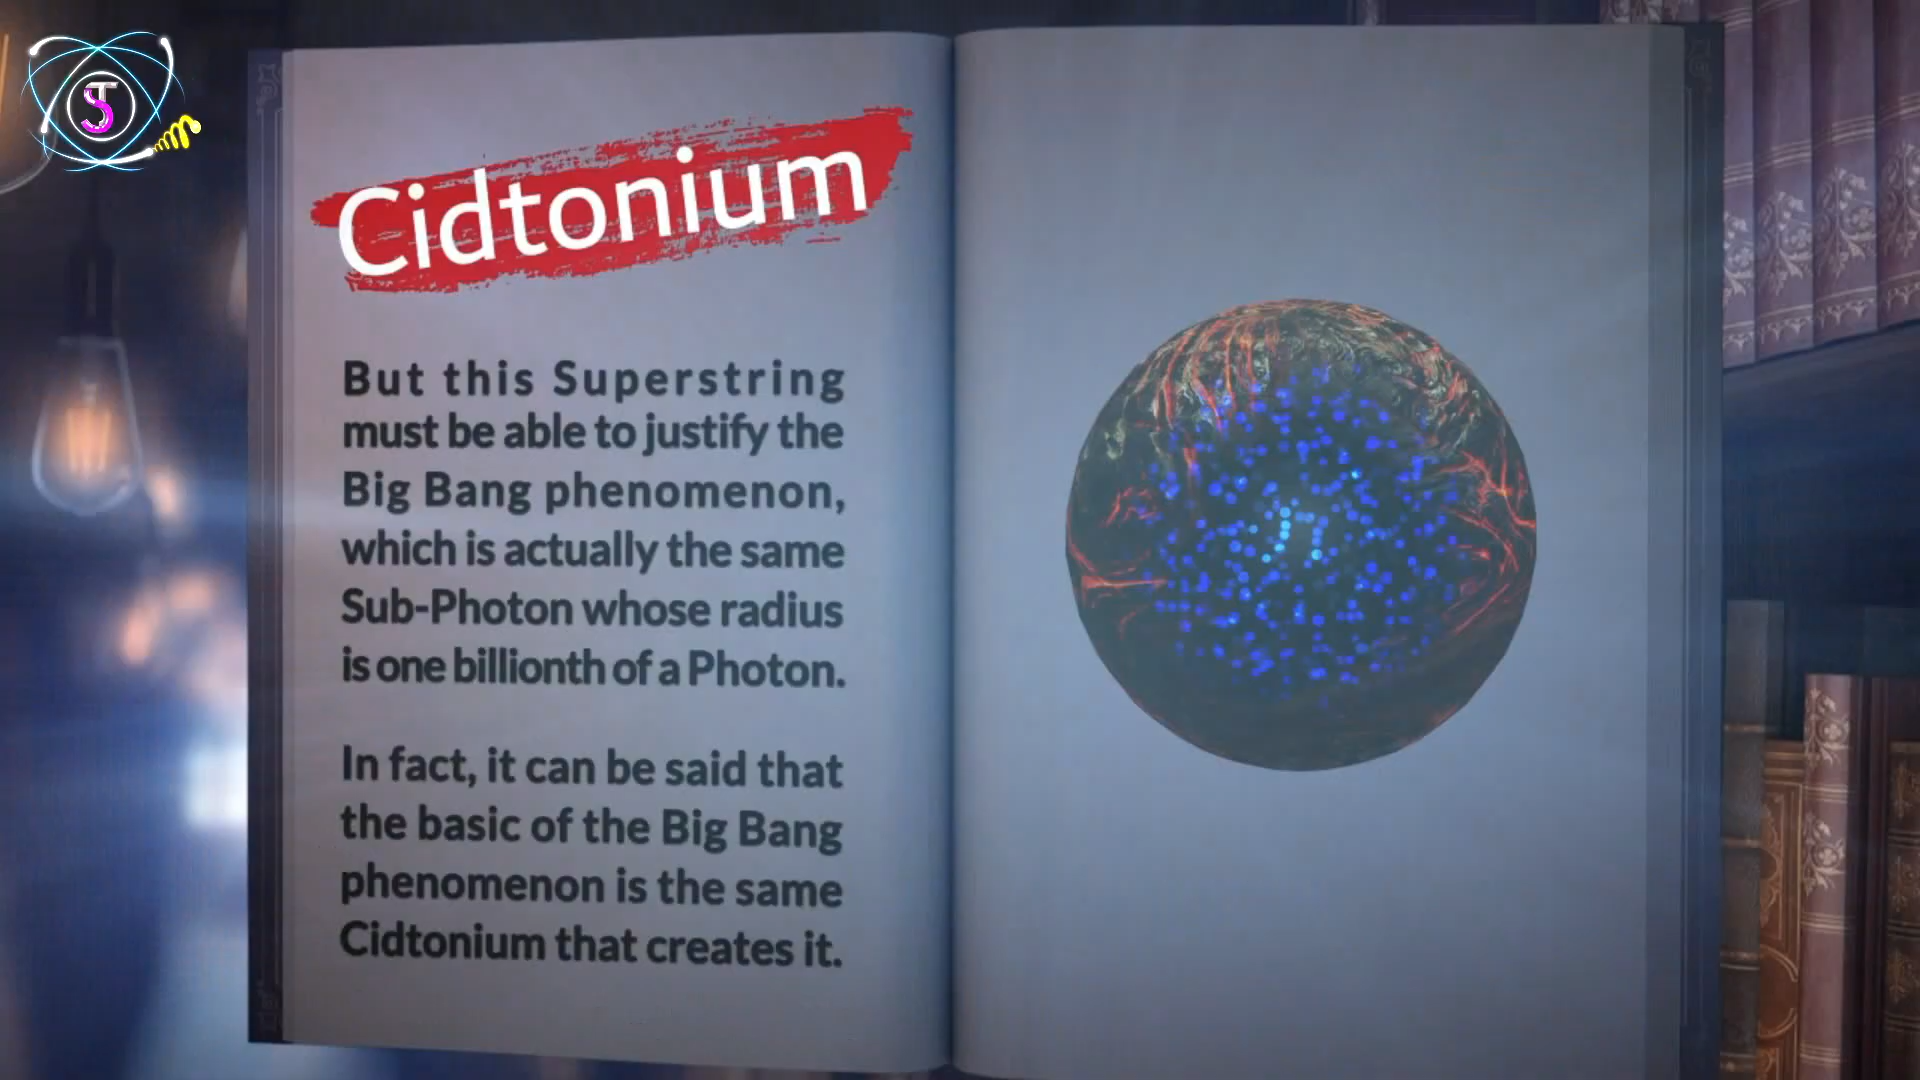 Cidtonium
But this Superstring
must be able to justify the
Big Bang phenomenon,
which is actually the same
Sub-Photon whose radius
is one billionth of a Photon.
In fact, it can be said that
the basic of the Big Bang
phenomenon is the same
Cidtonium that creates it.